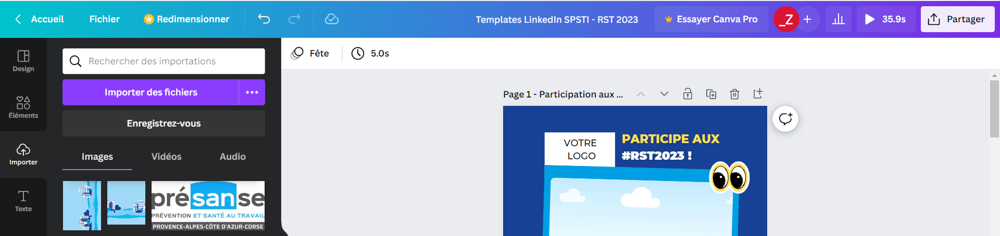 Accueil
Fichier
Redimensionner
Templates LinkedIn SPSTI - RST 2023
Essayer Canva Pro
_Z
35.9s
Partager
Design
Éléments
Importer
Texte
Rechercher des importations
Importer des fichiers
Enregistrez-vous
Images
Vidéos
Audio
présanse
PRÉVENTION ET SANTÉ AU TRAVAIL
PROVENCE-ALPES-CÔTE D'AZUR-CORSE
Fête
5.0s
Page 1 - Participation aux ...
VOTRE
LOGO
PARTICIPE AUX
#RST2023 !